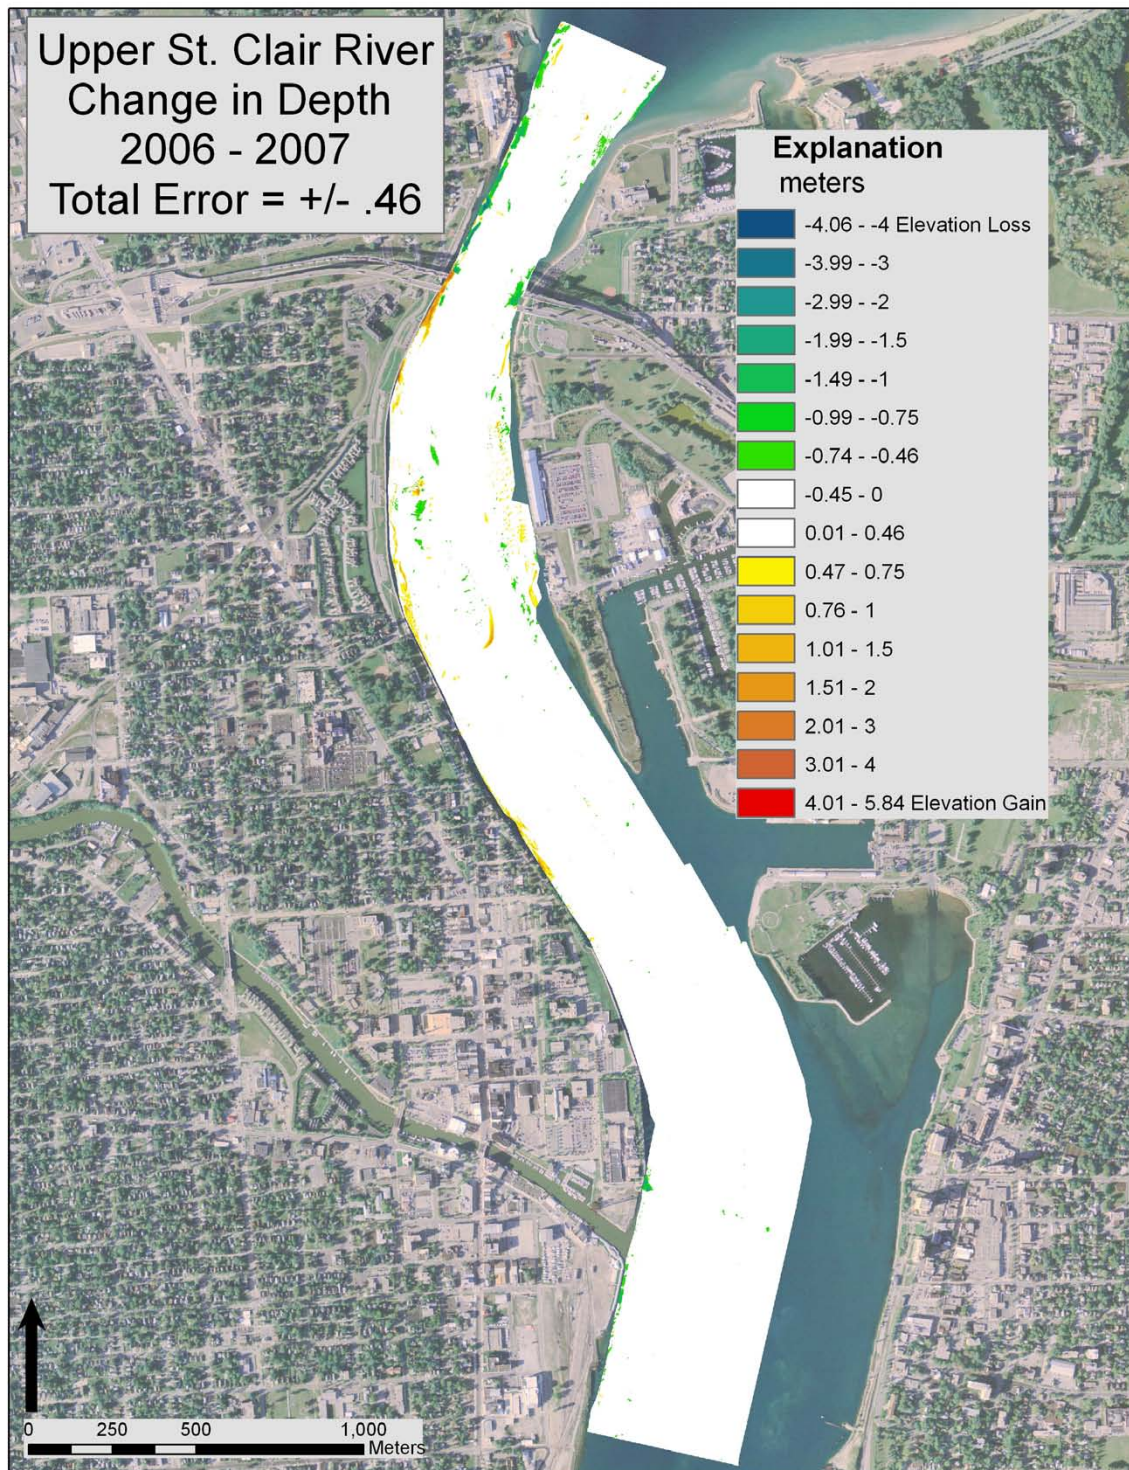 Upper St. Clair River
Change in Depth
2006 - 2007
Total Error = +/- .46
Explanation
meters
-4.06 - -4 Elevation Loss
-3.99 - -3
-2.99 - -2
-1.99 - -1.5
-1.49 - -1
-0.99 - -0.75
-0.74 - -0.46
-0.45 - 0
0.01 - 0.46
0.47 - 0.75
0.76 - 1
1.01 - 1.5
1.51 - 2
2.01 - 3
3.01 - 4
4.01 - 5.84 Elevation Gain
0 250 500 1,000
Meters